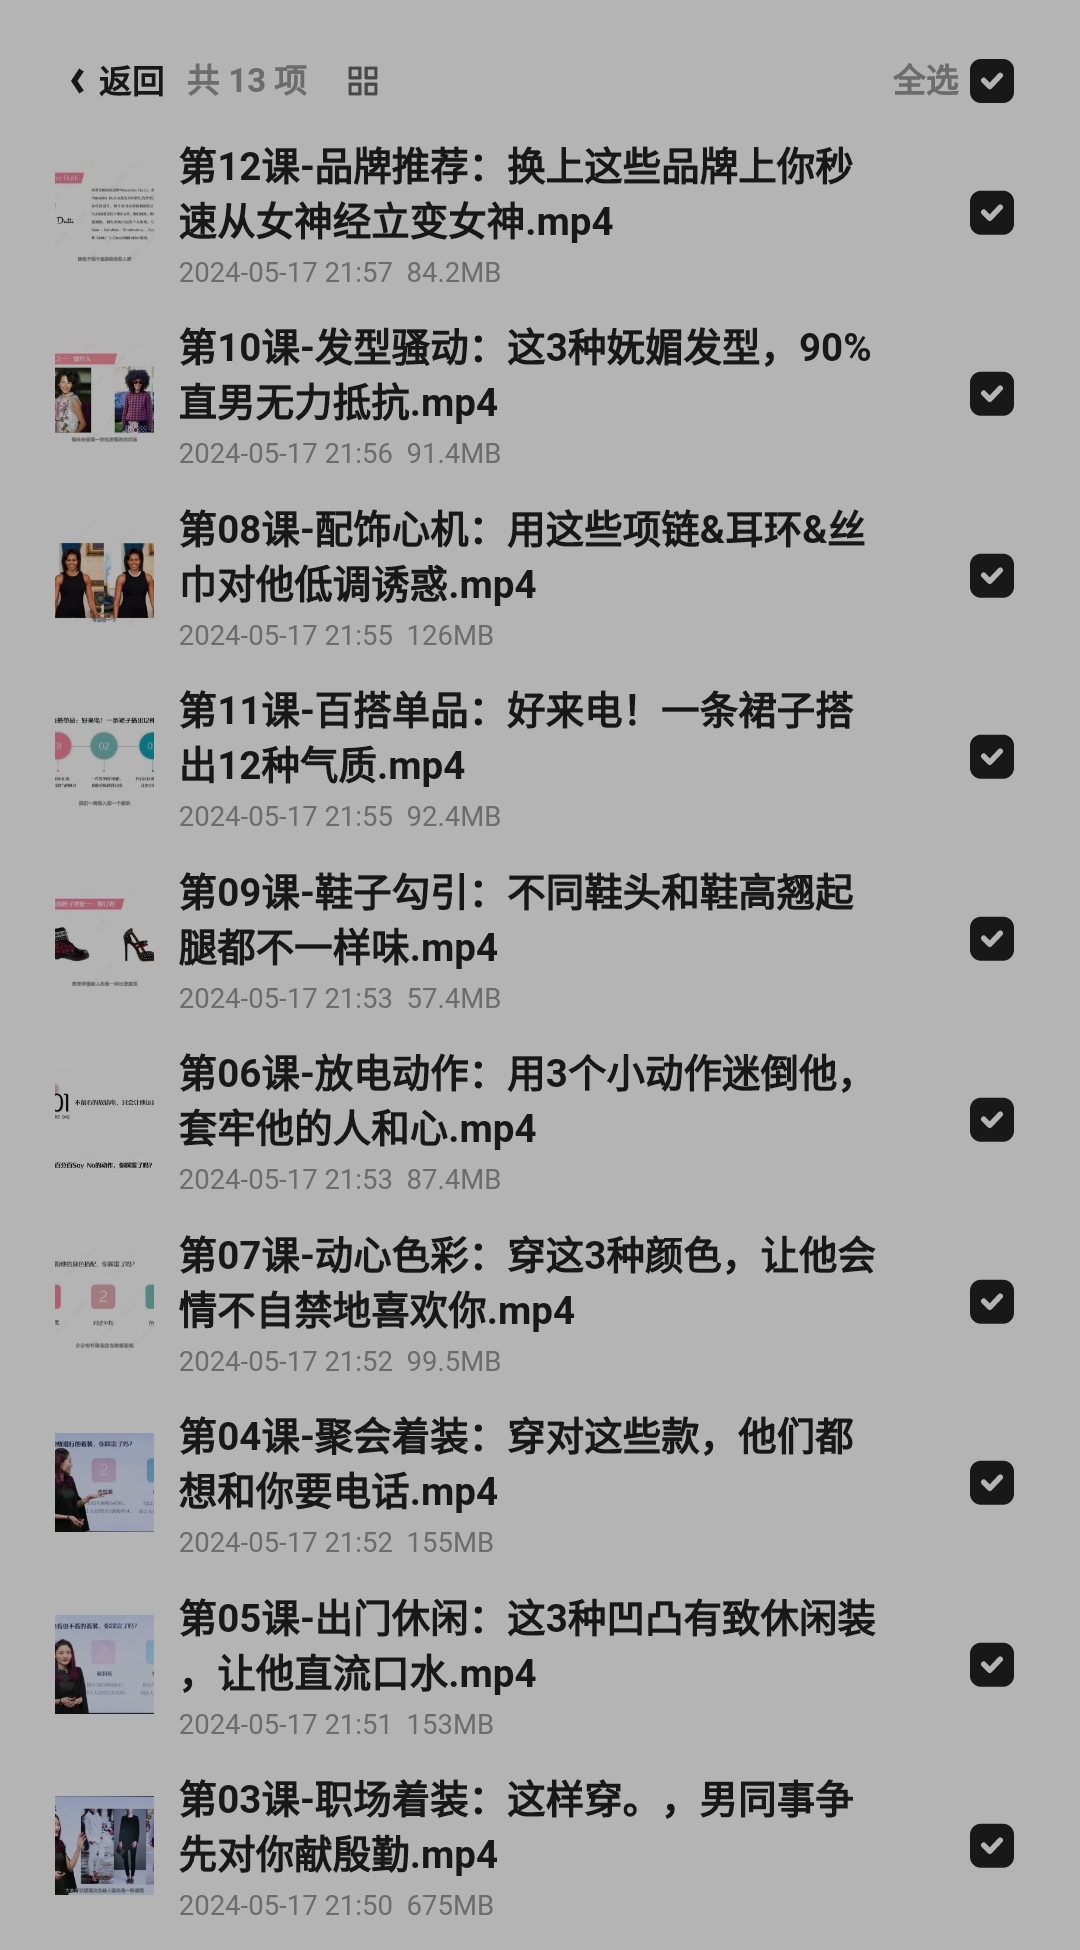 返回 共 13 项 全选
第12课-品牌推荐：换上这些品牌上你秒
速从女神经立变女神.mp4
2024-05-17 21:57 84.2MB
第10课-发型骚动：这3种妩媚发型，90%
直男无力抵抗.mp4
2024-05-17 21:56 91.4MB
第08课-配饰心机：用这些项链&耳环&丝
巾对他低调诱惑.mp4
2024-05-17 21:55 126MB
第11课-百搭单品：好来电！一条裙子搭
出12种气质.mp4
2024-05-17 21:55 92.4MB
第09课-鞋子勾引：不同鞋头和鞋高翘起
腿都不一样味.mp4
2024-05-17 21:53 57.4MB
第06课-放电动作：用3个小动作迷倒他，
套牢他的人和心.mp4
2024-05-17 21:53 87.4MB
第07课-动心色彩：穿这3种颜色，让他会
情不自禁地喜欢你.mp4
2024-05-17 21:52 99.5MB
第04课-聚会着装：穿对这些款，他们都
想和你要电话.mp4
2024-05-17 21:52 155MB
第05课-出门休闲：这3种凹凸有致休闲装
，让他直流口水.mp4
2024-05-17 21:51 153MB
第03课-职场着装：这样穿。，男同事争
先对你献殷勤.mp4
2024-05-17 21:50 675MB